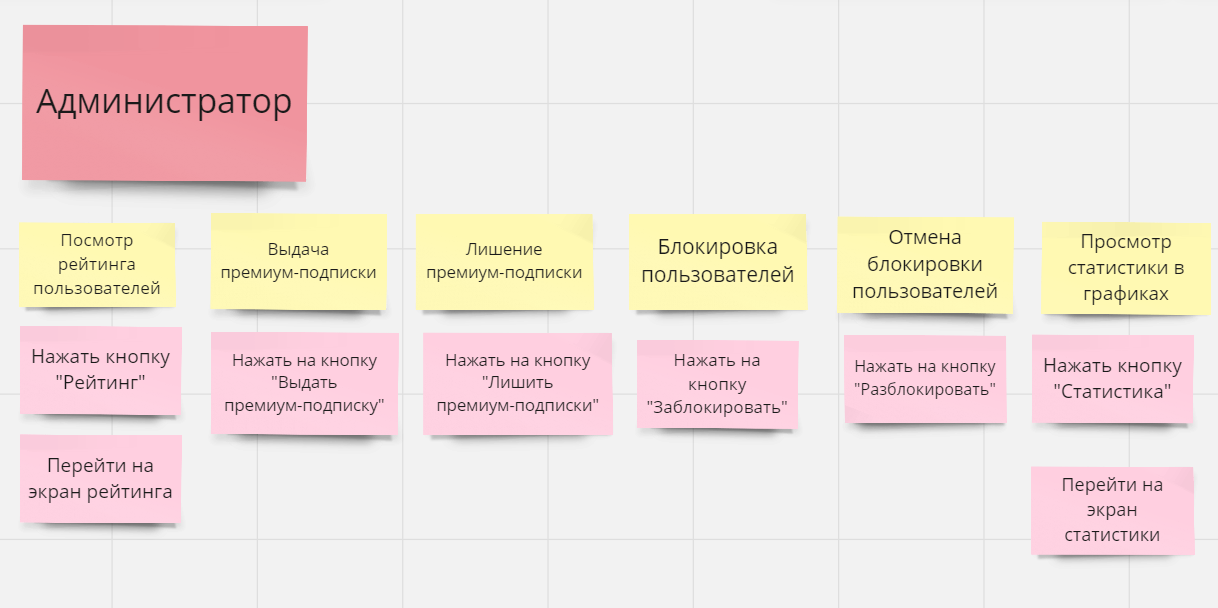 Администратор
Посмотр
рейтинга
пользователей
Выдача
премиум-подписки
Лишение
премиум-подписки
Блокировка
пользователей
Отмена
блокировки
пользователей
Просмотр
статистики в
графиках
Нажать кнопку
"Рейтинг"
Нажать на кнопку
"Выдать
премиум-подписку"
Нажать на кнопку
"Лишить
премиум-подписки"
Нажать на
кнопку
"Заблокировать"
Нажать на кнопку
"Разблокировать"
Нажать кнопку
"Статистика"
Перейти на
экран рейтинга
Перейти на
экран
статистики